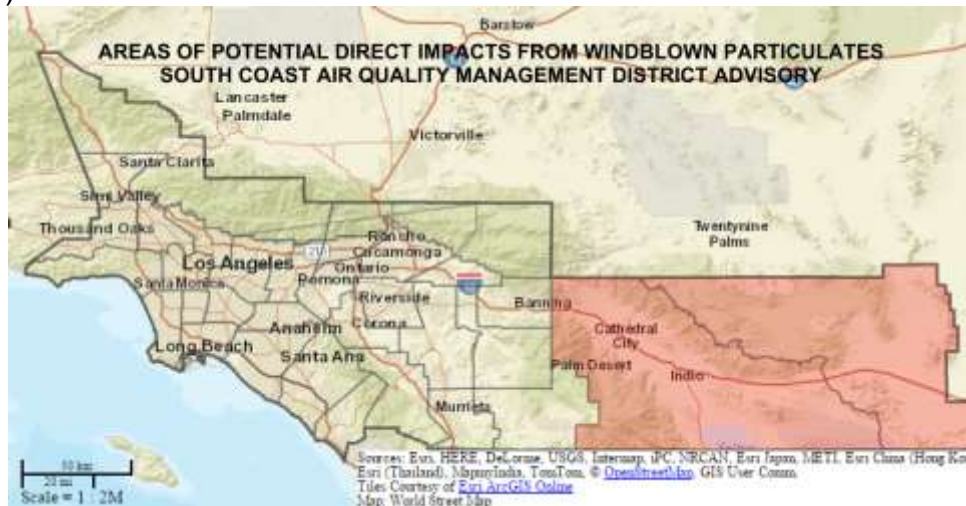 )
Barstow
AREAS OF POTENTIAL DIRECT IMPACTS FROM WINDBLOWN PARTICULATES
SOUTH COAST AIR QUALITY MANAGEMENT DISTRICT ADVISORY
Lancaster
Palmdale
Victorville
Santa Clarita
Simi Valley
Thousand Oaks
Twentynine
Palms
Rancho
Cucamonga
210
Los Angeles
Ontario
Pomona
Santa Monica
Riverside
Banning
Anaheim
Corona
Cathedral
City
Long Beach
Santa Ana
Palm Desert
Indio
Murrieta
Sources: Esri, HERE, DeLorme, USGS, Intermap, iPC, NRCAN, Esri Japan, METI, Esri China (Hong Ko
Esri (Thailand), MapmyIndia, TomTom, © OpenStreetMap, GIS User Comm.
Tiles Courtesy of Esri ArcGIS Online
Map: World Street Map
50 km
20 mi
Scale = 1 : 2M